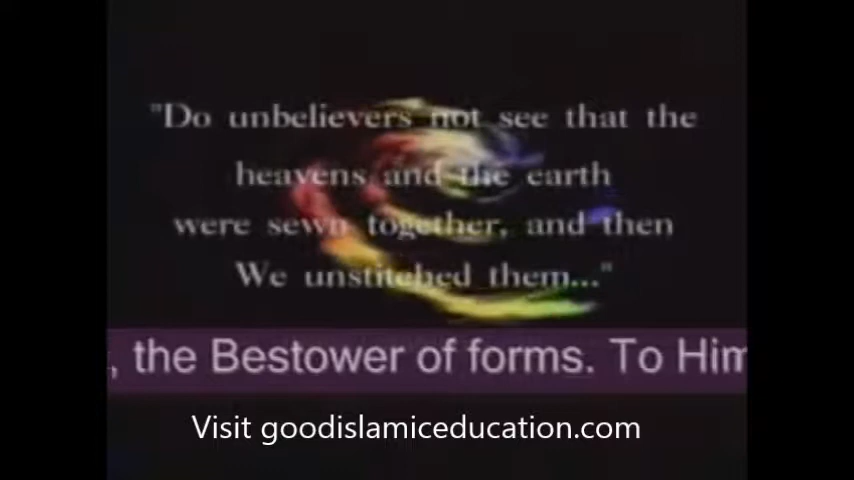 "Do unbelievers not see that the
heavens and the earth
were sewn together, and then
We unstitched them..."
, the Bestower of forms. To Him
Visit goodislamiceducation.com